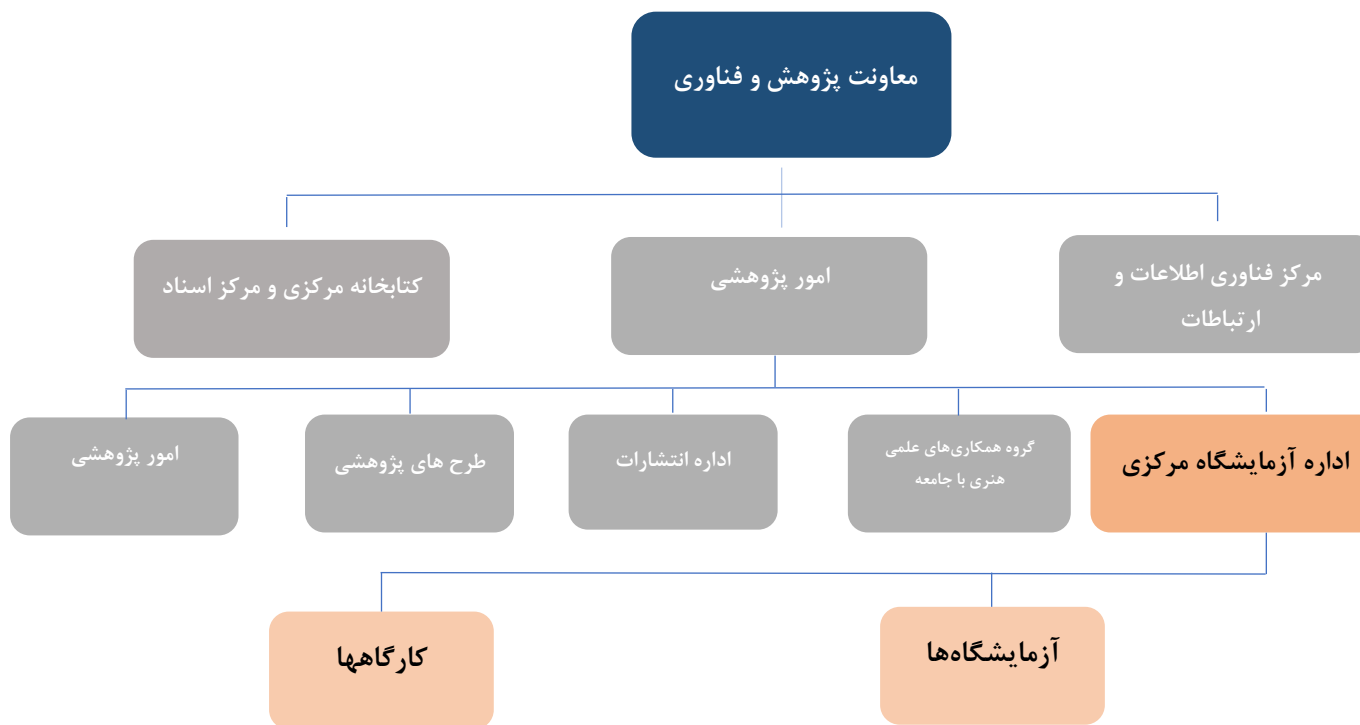 معاونت پژوهش و فناوری
مرکز فناوری اطلاعات و
ارتباطات
امور پژوهشی
کتابخانه مرکزی و مرکز اسناد
اداره آزمایشگاه مرکزی
گروه همکاری‌های علمی
هنری با جامعه
اداره انتشارات
طرح های پژوهشی
امور پژوهشی
آزمایشگاه‌ها
کارگاهها